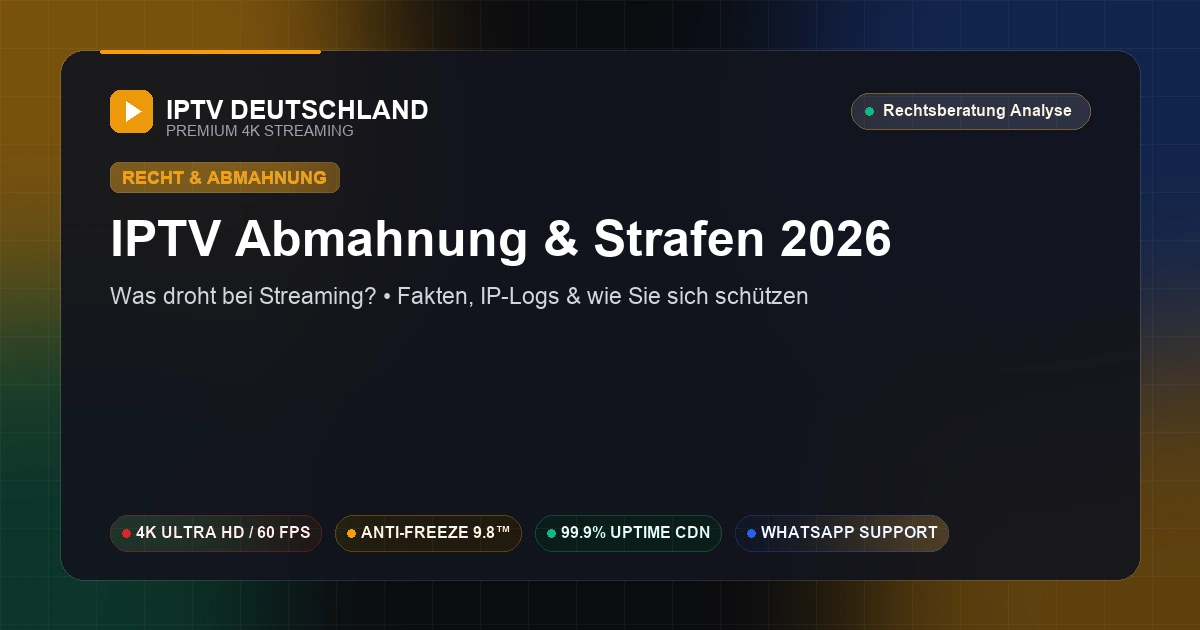 IPTV DEUTSCHLAND
PREMIUM 4K STREAMING
Rechtsberatung Analyse
RECHT & ABMAHNUNG
IPTV Abmahnung & Strafen 2026
Was droht bei Streaming? • Fakten, IP-Logs & wie Sie sich schützen
4K ULTRA HD / 60 FPS
ANTI-FREEZE 9.8™
99.9% UPTIME CDN
WHATSAPP SUPPORT